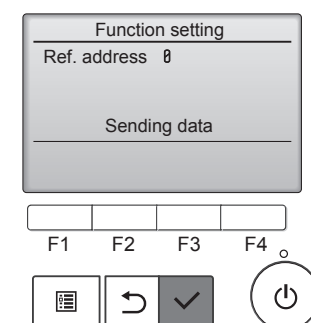 Function setting
Ref. address 0
Sending data
F1 F2 F3 F4